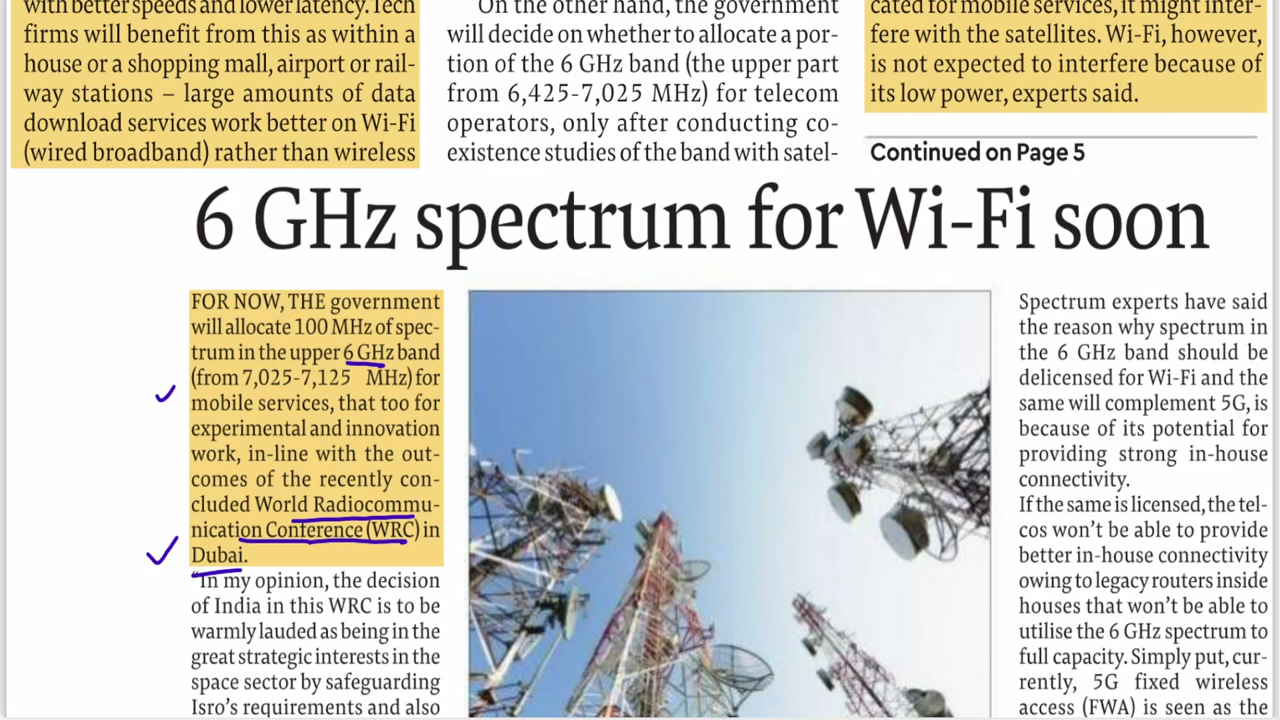 with better speeds and lower latency. Tech
firms will benefit from this as within a
house or a shopping mall, airport or rail-
way stations – large amounts of data
download services work better on Wi-Fi
(wired broadband) rather than wireless
On the other hand, the government
will decide on whether to allocate a por-
tion of the 6 GHz band (the upper part
from 6,425-7,025 MHz) for telecom
operators, only after conducting co-
existence studies of the band with satel-
cated for mobile services, it might inter-
fere with the satellites. Wi-Fi, however,
is not expected to interfere because of
its low power, experts said.
Continued on Page 5
6 GHz spectrum for Wi-Fi soon
FOR NOW, THE government
will allocate 100 MHz of spec-
trum in the upper 6 GHz band
(from 7,025-7,125 MHz) for
mobile services, that too for
experimental and innovation
work, in-line with the out-
comes of the recently con-
cluded World Radiocommu-
nication Conference (WRC) in
Dubai.
“In my opinion, the decision
of India in this WRC is to be
warmly lauded as being in the
great strategic interests in the
space sector by safeguarding
Isro’s requirements and also
Spectrum experts have said
the reason why spectrum in
the 6 GHz band should be
delicensed for Wi-Fi and the
same will complement 5G, is
because of its potential for
providing strong in-house
connectivity.
If the same is licensed, the tel-
cos won’t be able to provide
better in-house connectivity
owing to legacy routers inside
houses that won’t be able to
utilise the 6 GHz spectrum to
full capacity. Simply put, cur-
rently, 5G fixed wireless
access (FWA) is seen as the